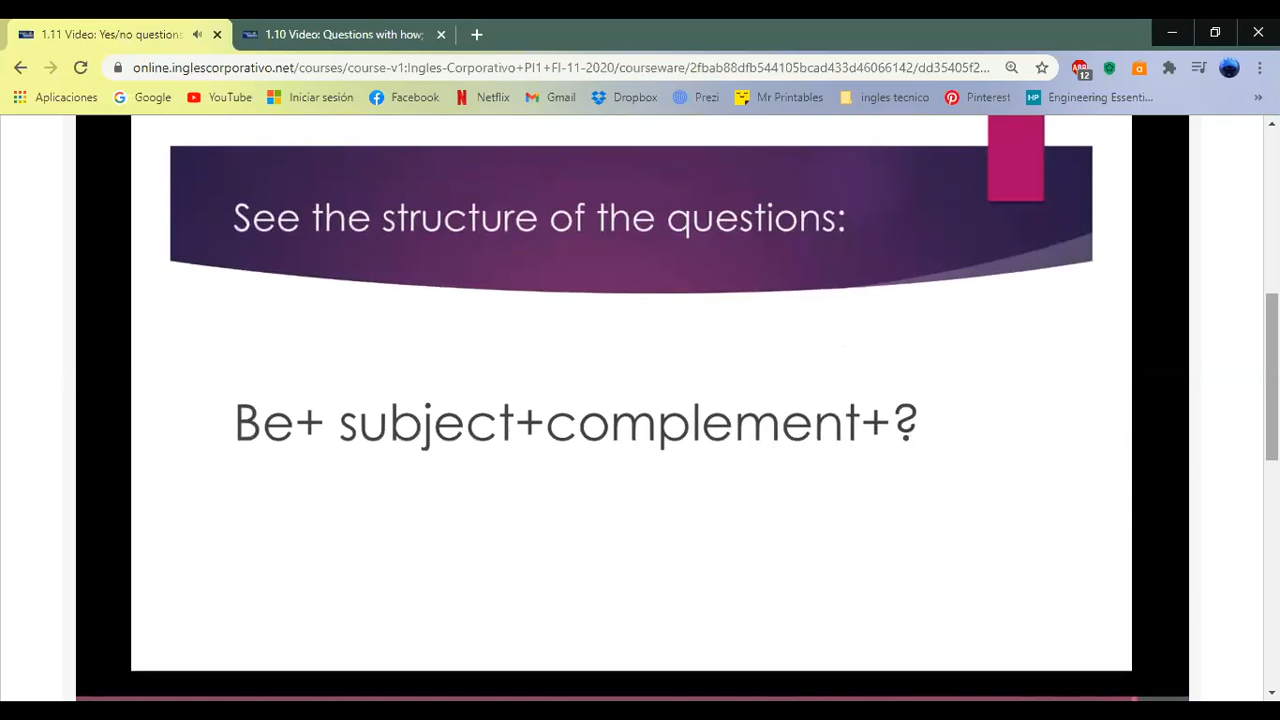 1.11 Video: Yes/no questions
1.10 Video: Questions with how;
online.inglescorporativo.net/courses/course-v1:Ingles-Corporativo+PI1+FI-11-2020/courseware/2fbab88dfb544105bcad433d46066142/dd35405f2...
12
Aplicaciones Google YouTube Iniciar sesión Facebook Netflix Gmail Dropbox Prezi Mr Printables ingles tecnico Pinterest HP Engineering Essenti...
See the structure of the questions:
Be+ subject+complement+?